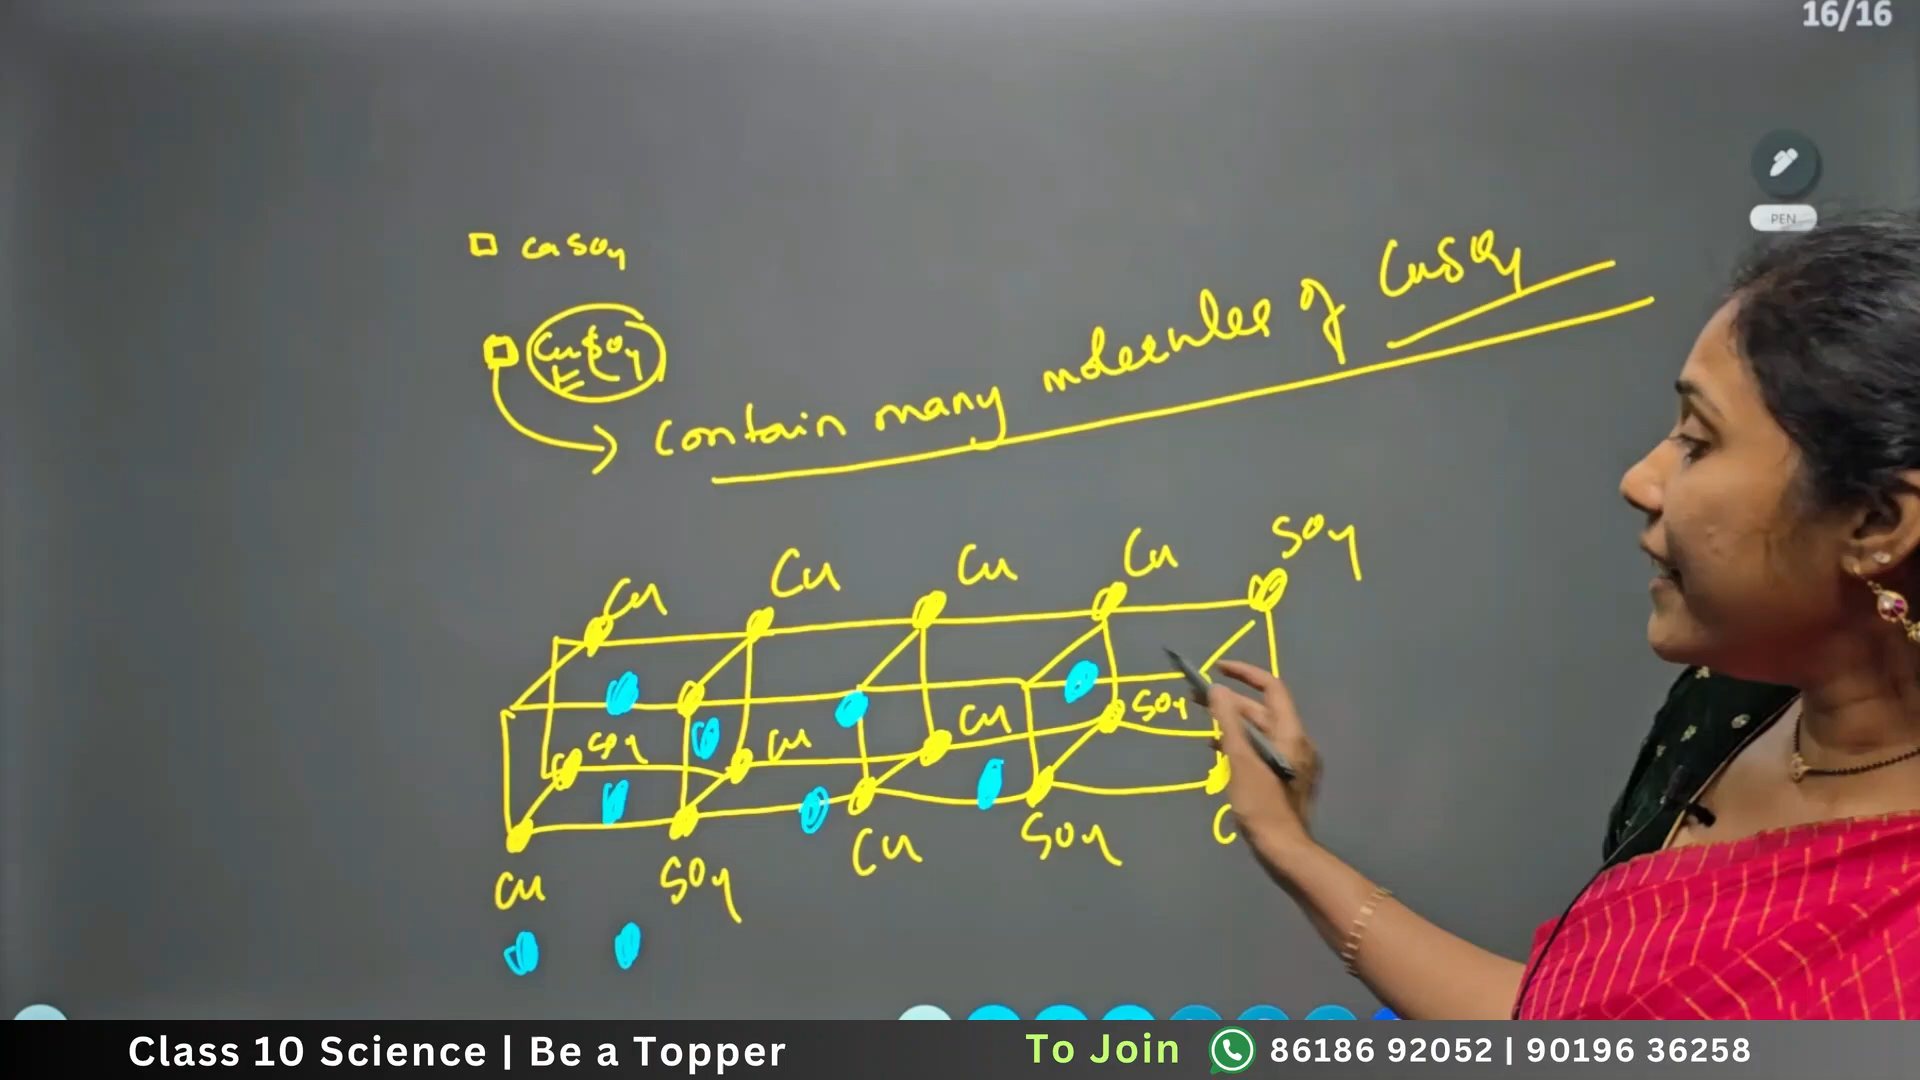 16/16
PEN
CaSO4
CuSO4
contain many molecules of CuSO4
Cu Cu Cu Cu SO4
SO4 Cu Cu SO4
Cu SO4 Cu SO4 C
Class 10 Science | Be a Topper
To Join 86186 92052 | 90196 36258